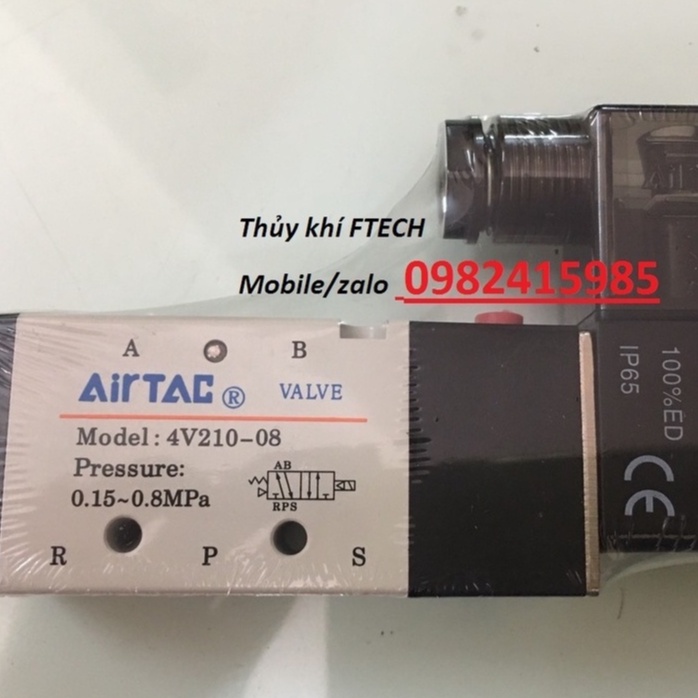 Thủy khí FTECH
Mobile/zalo 0982415985
A B
AirTAC ® VALVE
Model: 4V210-08
Pressure:
0.15~0.8MPa
AB
RPS
R P S
100%ED
IP65
CE